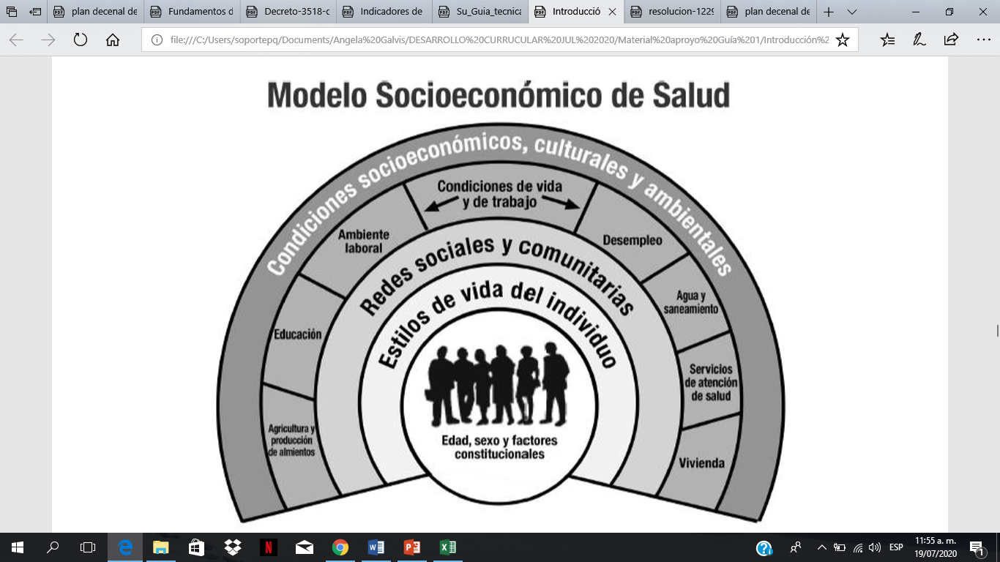 plan decenal de
Fundamentos d
Decreto-3518-c
Indicadores de
Su_Guia_tecnica
Introducció
resolucion-1229
plan decenal de
file:///C:/Users/soportepq/Documents/Angela%20Galvis/DESARROLLO%20CURRUCULAR%20JUL%202020/Material%20apoyo%20Guía%201/Introducción%2
Modelo Socioeconómico de Salud
Condiciones socioeconómicos, culturales y ambientales
Condiciones de vida
y de trabajo
Ambiente
laboral
Desempleo
Redes sociales y comunitarias
Estilos de vida del individuo
Educación
Agua y
saneamiento
Agricultura y
producción
de almientos
Servicios
de atención
de salud
Vivienda
Edad, sexo y factores
constitucionales
ESP
11:55 a. m.
19/07/2020
1